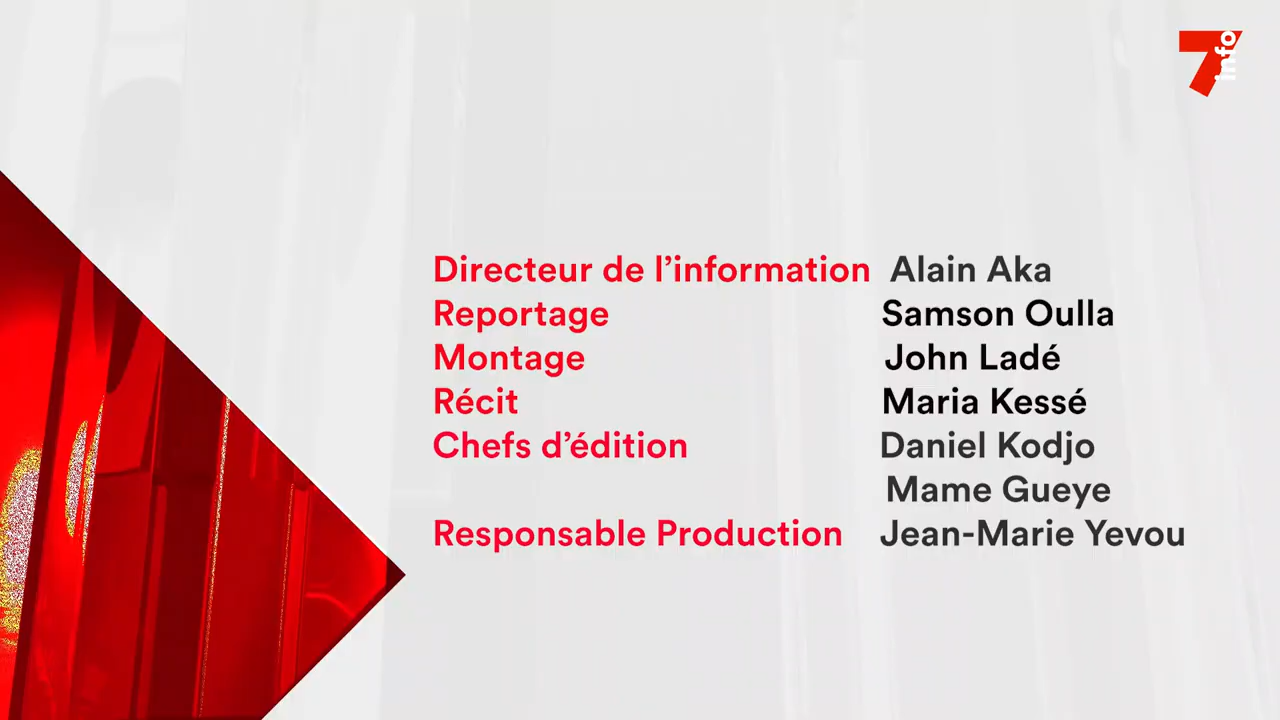 7 info
Directeur de l’information Alain Aka
Reportage Samson Oulla
Montage John Ladé
Récit Maria Kessé
Chefs d’édition Daniel Kodjo
Mame Gueye
Responsable Production Jean-Marie Yevou